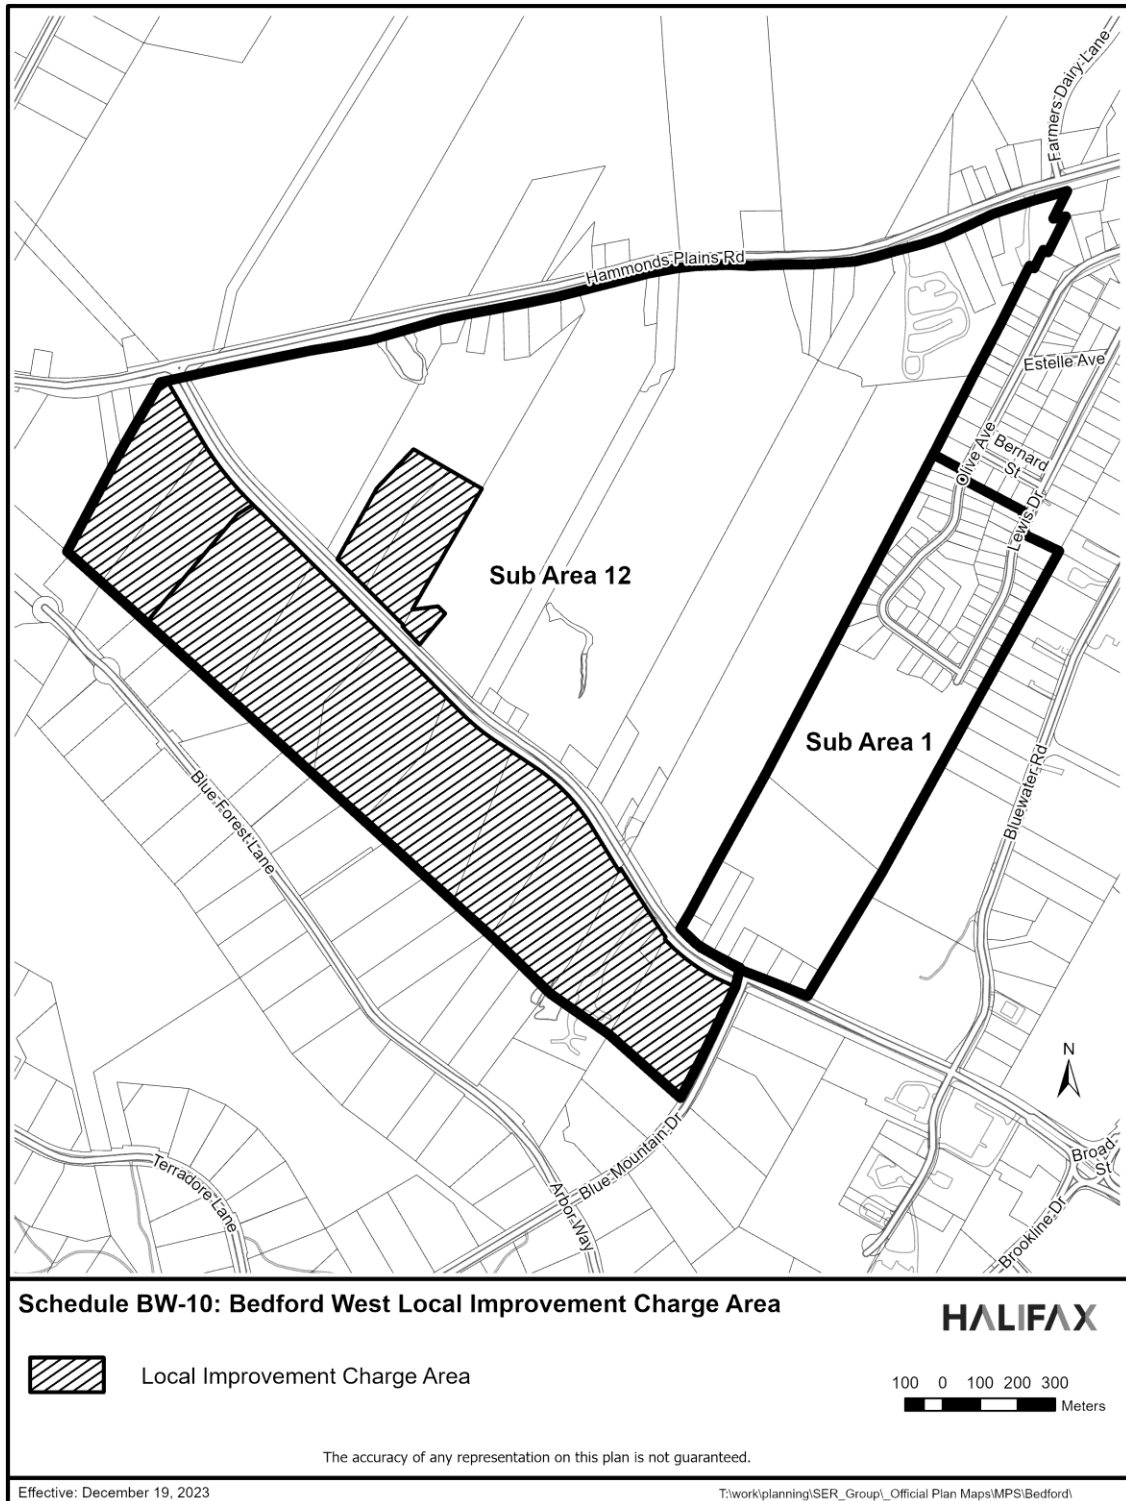 Farmers Dairy Lane
Hammonds Plains Rd
Estelle Ave
Olive Ave
Bernard
St
Lewis Dr
Sub Area 12
Sub Area 1
Bluewater Rd
Blue Forest Lane
N
Blue Mountain Dr
Broad
St
Terradore Lane
Arbor Way
Brookline Dr
Schedule BW-10: Bedford West Local Improvement Charge Area
HALIFAX
Local Improvement Charge Area
100 0 100 200 300
Meters
The accuracy of any representation on this plan is not guaranteed.
Effective: December 19, 2023
T:\work\planning\SER_Group\_Official Plan Maps\MPS\Bedford\